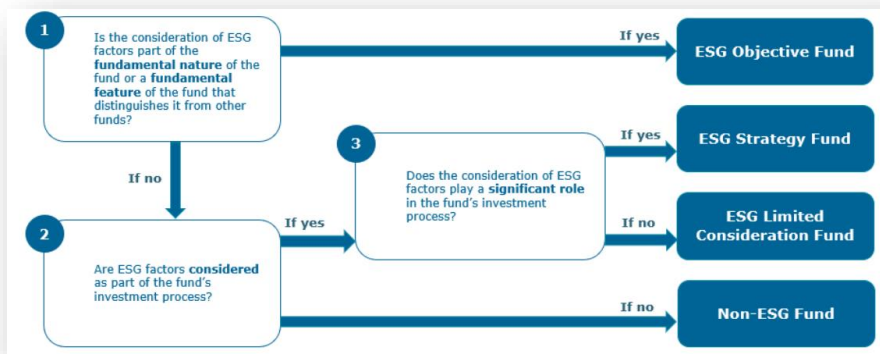 1
Is the consideration of ESG
factors part of the
fundamental nature of the
fund or a fundamental
feature of the fund that
distinguishes it from other
funds?
If yes
ESG Objective Fund
If no
2
Are ESG factors considered
as part of the fund's
investment process?
If yes
3
Does the consideration of ESG
factors play a significant role
in the fund's investment
process?
If yes
ESG Strategy Fund
If no
ESG Limited
Consideration Fund
If no
Non-ESG Fund